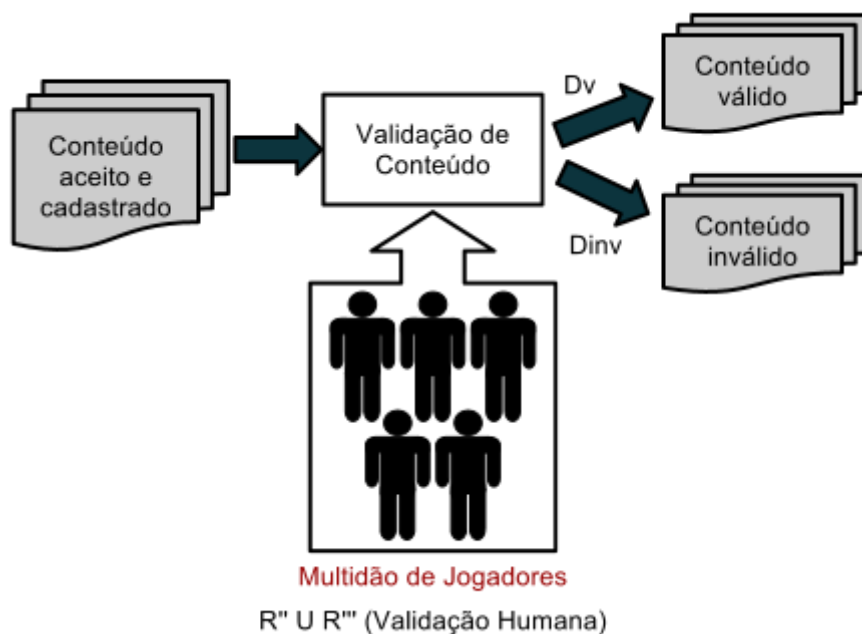 Conteúdo
aceito e
cadastrado
Validação de
Conteúdo
Dv
Conteúdo
válido
Dinv
Conteúdo
inválido
Multidão de Jogadores
R" U R"' (Validação Humana)